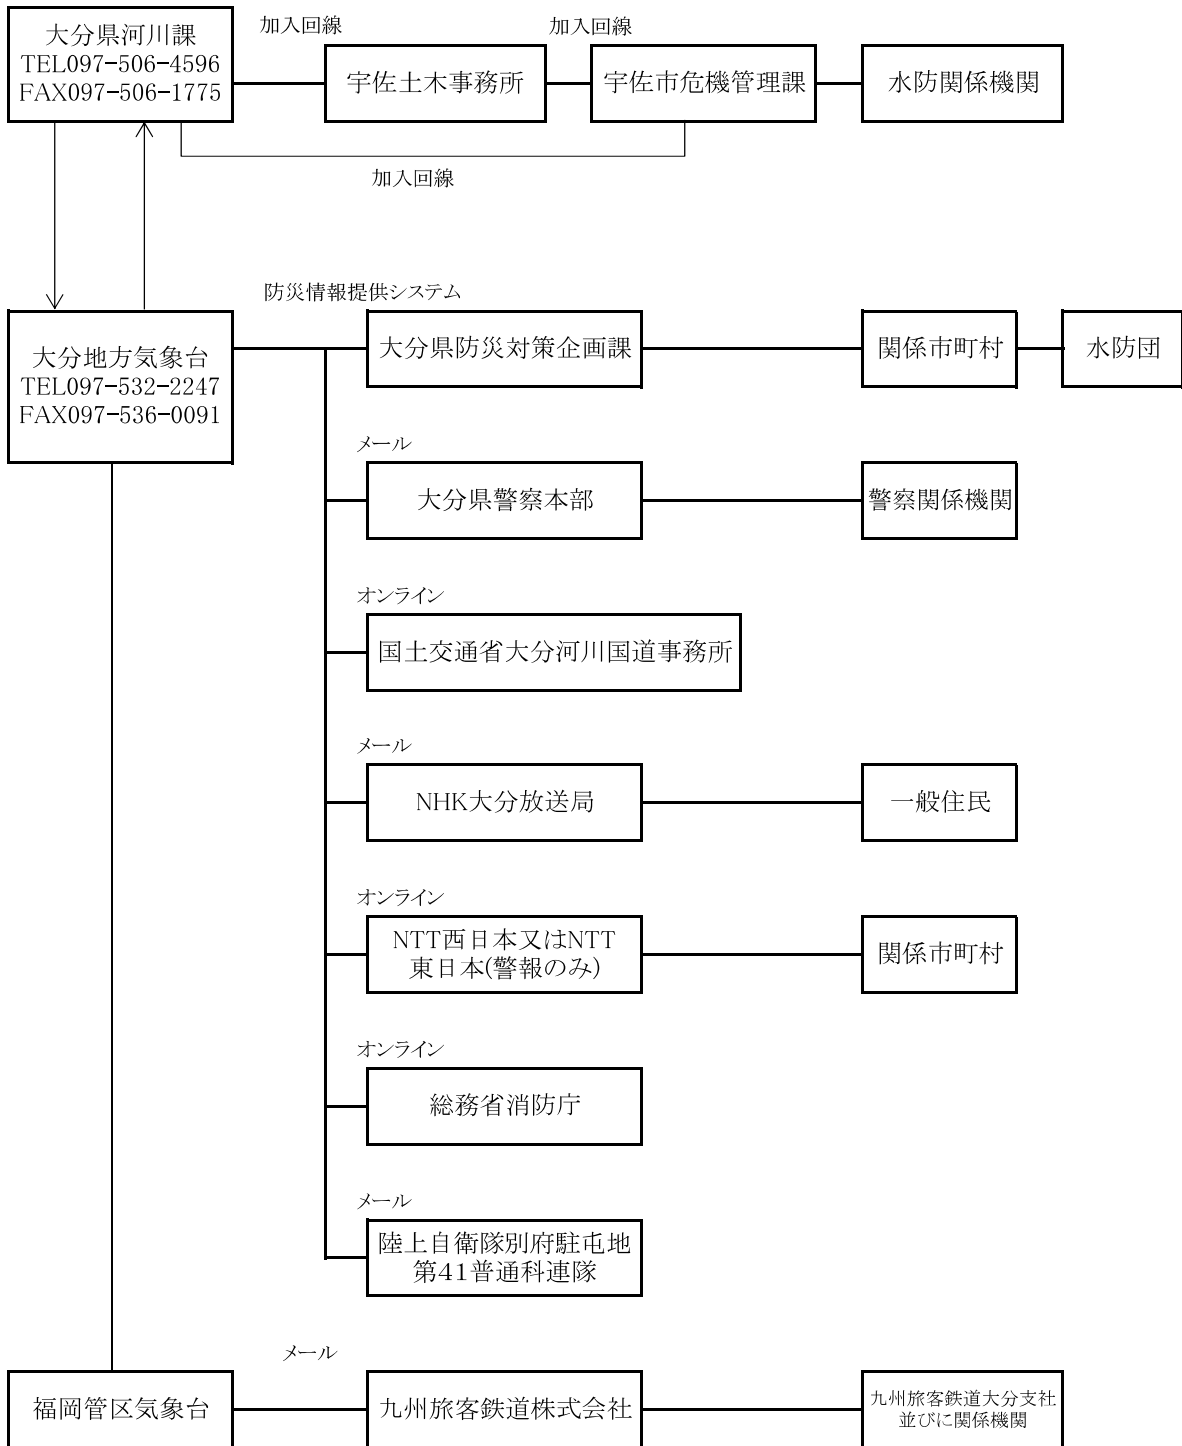 大分県河川課
TEL097-506-4596
FAX097-506-1775
加入回線
宇佐土木事務所
加入回線
宇佐市危機管理課
水防関係機関
加入回線
大分地方気象台
TEL097-532-2247
FAX097-536-0091
防災情報提供システム
大分県防災対策企画課
関係市町村
水防団
メール
大分県警察本部
警察関係機関
オンライン
国土交通省大分河川国道事務所
メール
NHK大分放送局
一般住民
オンライン
NTT西日本又はNTT
東日本(警報のみ)
関係市町村
オンライン
総務省消防庁
メール
陸上自衛隊別府駐屯地
第41普通科連隊
福岡管区気象台
メール
九州旅客鉄道株式会社
九州旅客鉄道大分支社
並びに関係機関